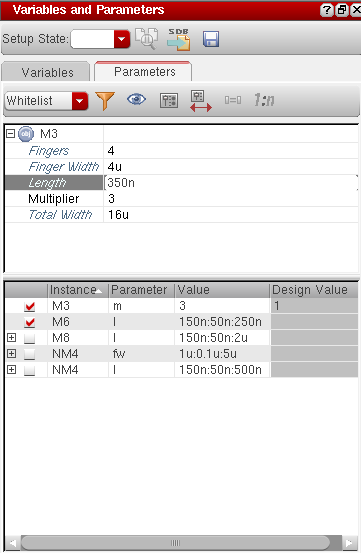 Variables and Parameters
Setup State:
SDB
Variables Parameters
Whitelist 1:n
M3
Fingers 4
Finger Width 4u
Length 350n
Multiplier 3
Total Width 16u
Instance Parameter Value Design Value
M3 m 3 1
M6 l 150n:50n:250n
M8 l 150n:50n:2u
NM4 fw 1u:0.1u:5u
NM4 l 150n:50n:500n